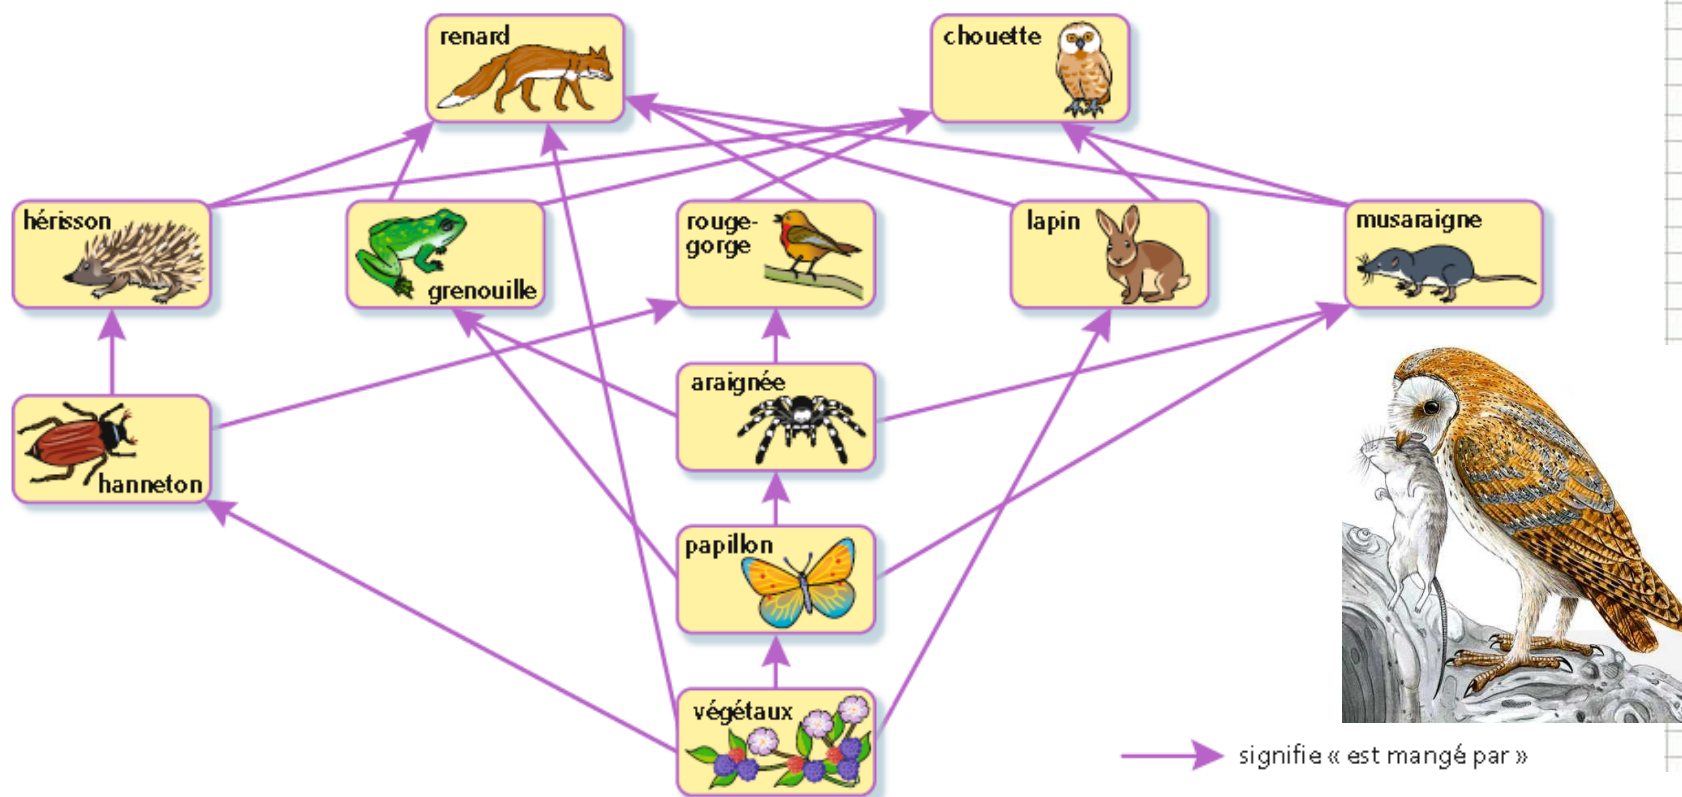 renard
chouette
hérisson
grenouille
rouge-
gorge
lapin
musaraigne
hanneton
araignée
papillon
végétaux
signifie « est mangé par »